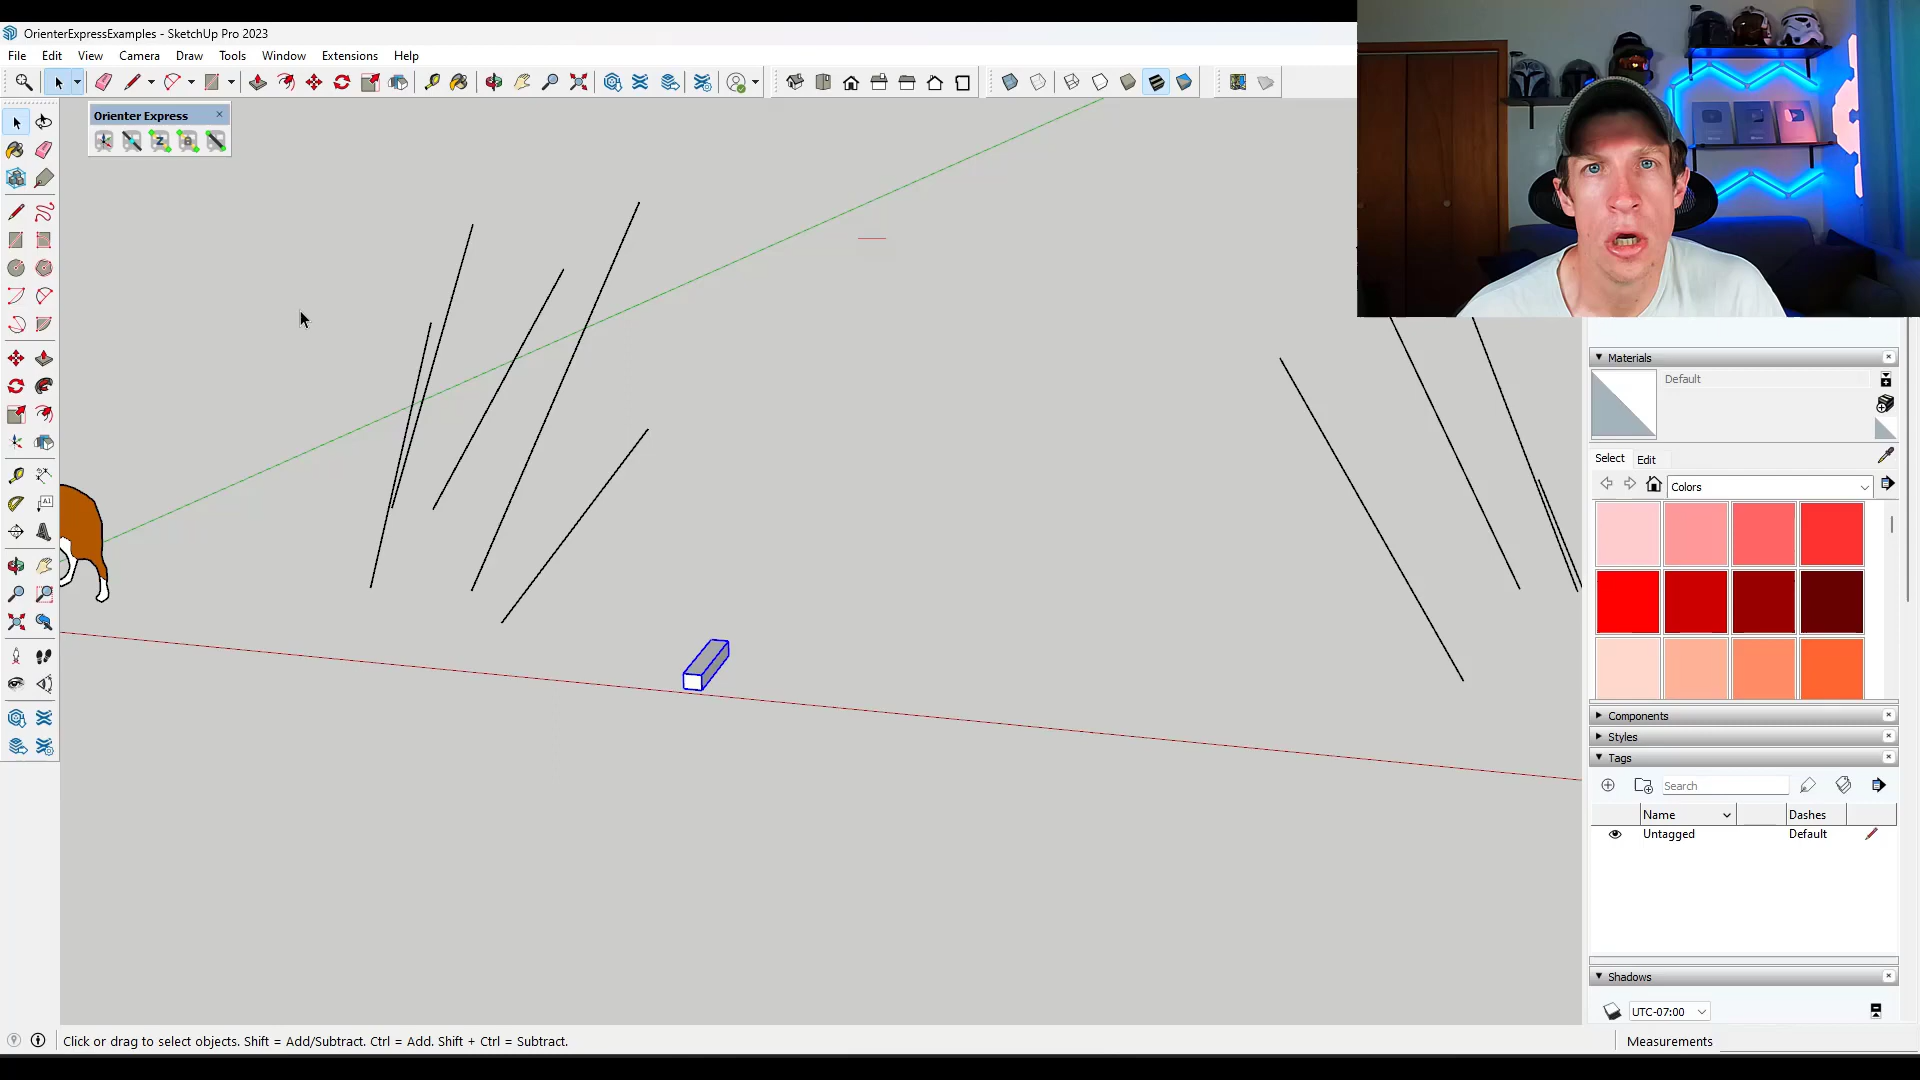 OrienterExpressExamples - SketchUp Pro 2023
File Edit View Camera Draw Tools Window Extensions Help
Orienter Express
Z
A1
Materials
Default
Select Edit
Colors
Components
Styles
Tags
Search
Name Dashes
Untagged Default
Shadows
UTC-07:00
Click or drag to select objects. Shift = Add/Subtract. Ctrl = Add. Shift + Ctrl = Subtract. Measurements